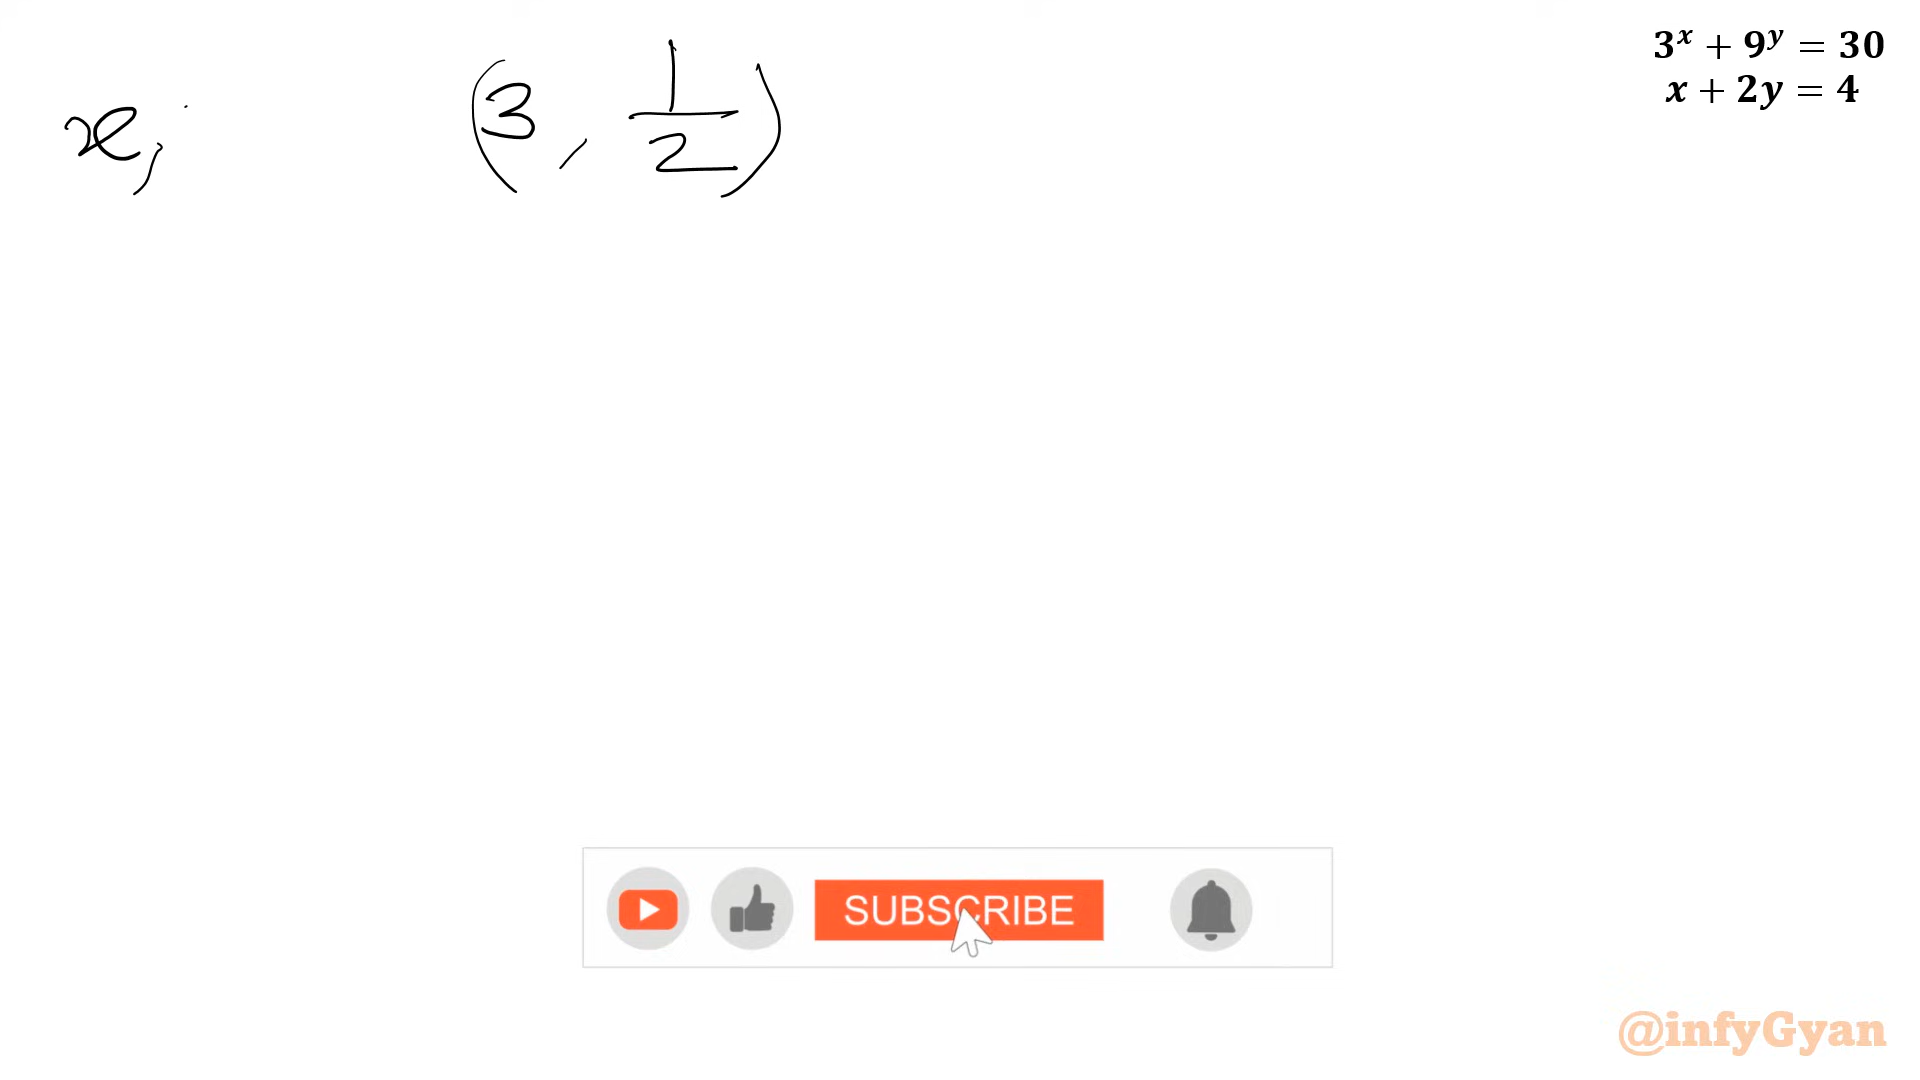 x, (3, 1/2)
3^x + 9^y = 30
x + 2y = 4
SUBSCRIBE
@infyGyan